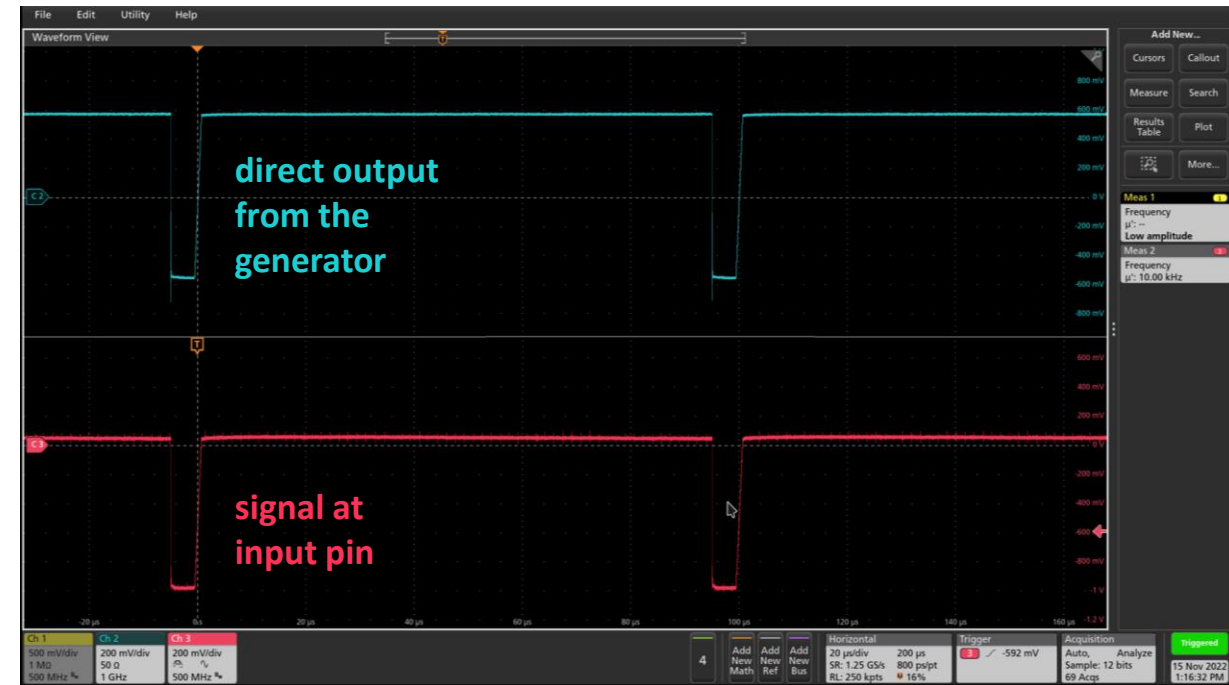 File Edit Utility Help
Waveform View
Add New...
Cursors Callout
Measure Search
Results Table Plot
More...
800 mV
600 mV
400 mV
200 mV
0 V
-200 mV
-400 mV
-600 mV
-800 mV
C2
direct output
from the
generator
Meas 1 1
Frequency
µ': --
Low amplitude
Meas 2 3
Frequency
µ': 10.00 kHz
T
600 mV
400 mV
200 mV
0 V
-200 mV
-400 mV
-600
-800 mV
-1 V
-1.2 V
C3
signal at
input pin
-20 µs 0 s 20 µs 40 µs 60 µs 80 µs 100 µs 120 µs 140 µs 160 µs
Ch 1
500 mV/div
1 MΩ
500 MHz
Ch 2
200 mV/div
50 Ω
1 GHz
Ch 3
200 mV/div
500 MHz
4
Add New Math
Add New Ref
Add New Bus
Horizontal
20 µs/div 200 µs
SR: 1.25 GS/s 800 ps/pt
RL: 250 kpts 16%
Trigger
3 -592 mV
Acquisition
Auto, Analyze
Sample: 12 bits
69 Acqs
Triggered
15 Nov 2022
1:16:32 PM